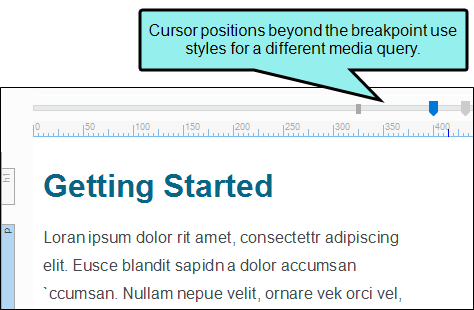 Cursor positions beyond the breakpoint use
styles for a different media query.
0 50 100 150 200 250 300 350 400
h1
Getting Started
p
Loran ipsum dolor rit amet, consectettr adipiscing
elit. Eusce blandit sapidn a dolor accumsan
`ccumsan. Nullam nepue velit, ornare vek orci vel,